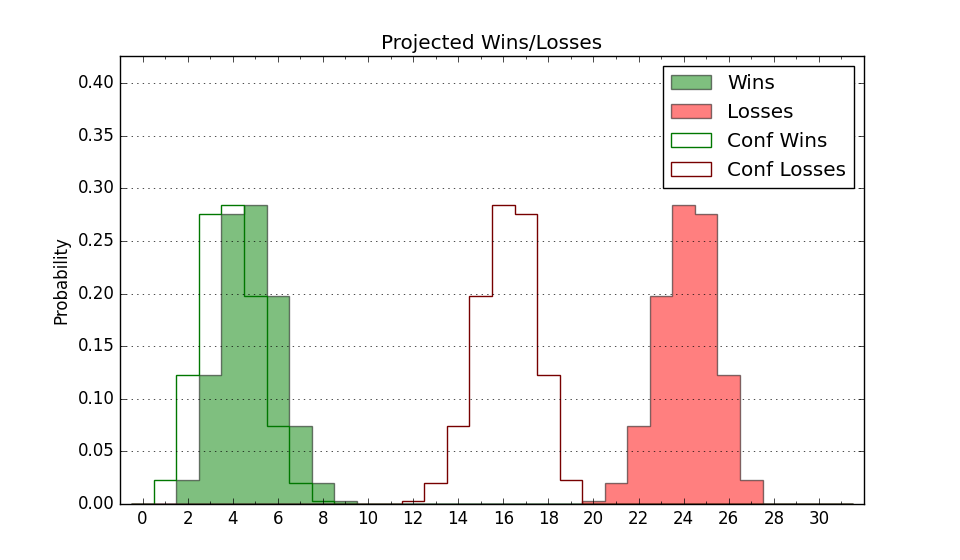 Projected Wins/Losses
Wins
Losses
Conf Wins
Conf Losses
Probability
0.40
0.35
0.30
0.25
0.20
0.15
0.10
0.05
0.00
0 2 4 6 8 10 12 14 16 18 20 22 24 26 28 30